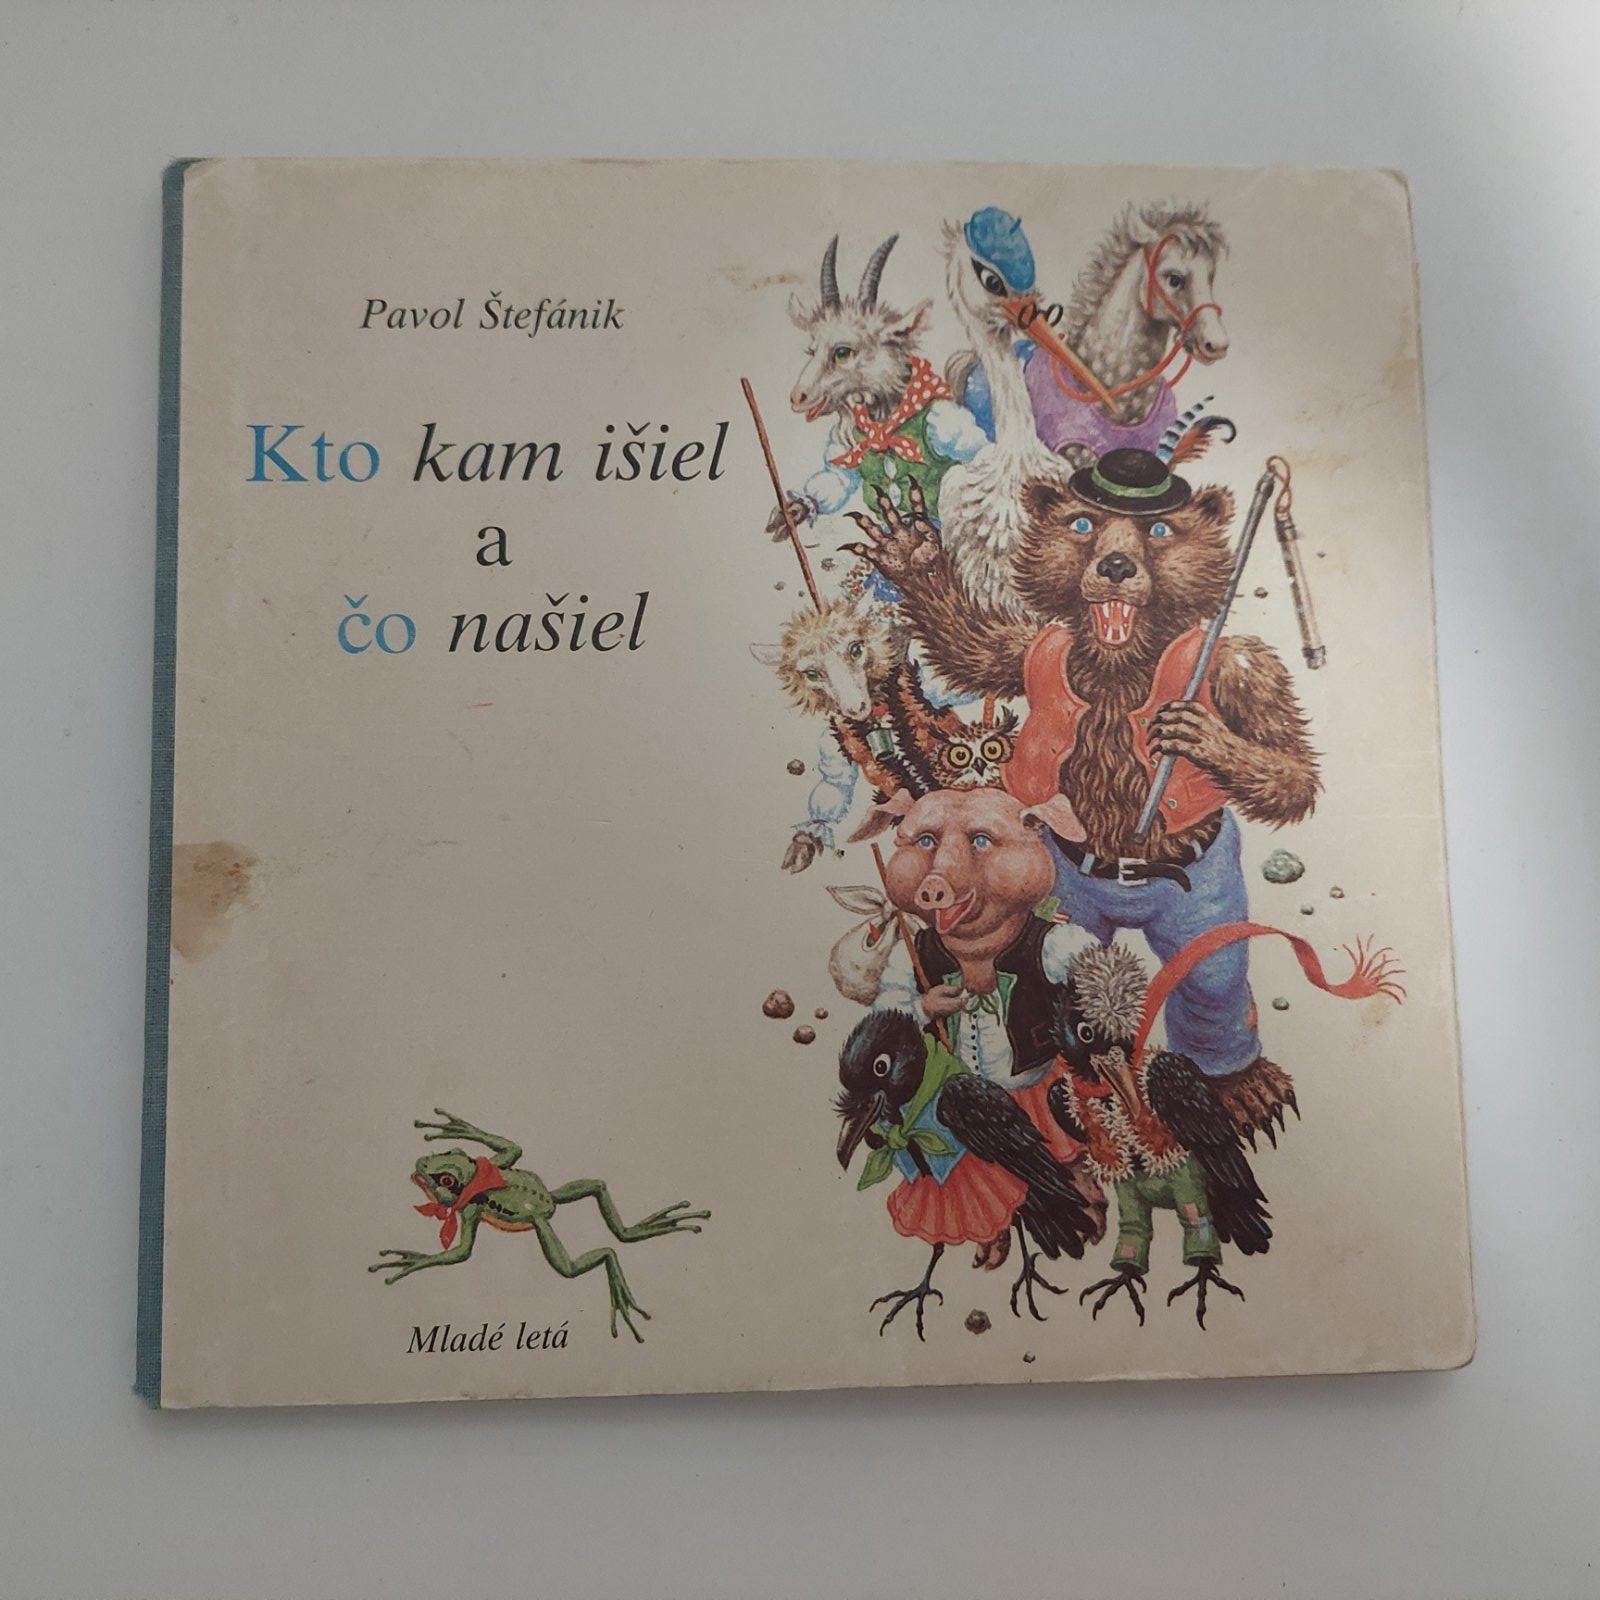 Pavol Štefánik
Kto kam išiel
a
čo našiel
Mladé letá